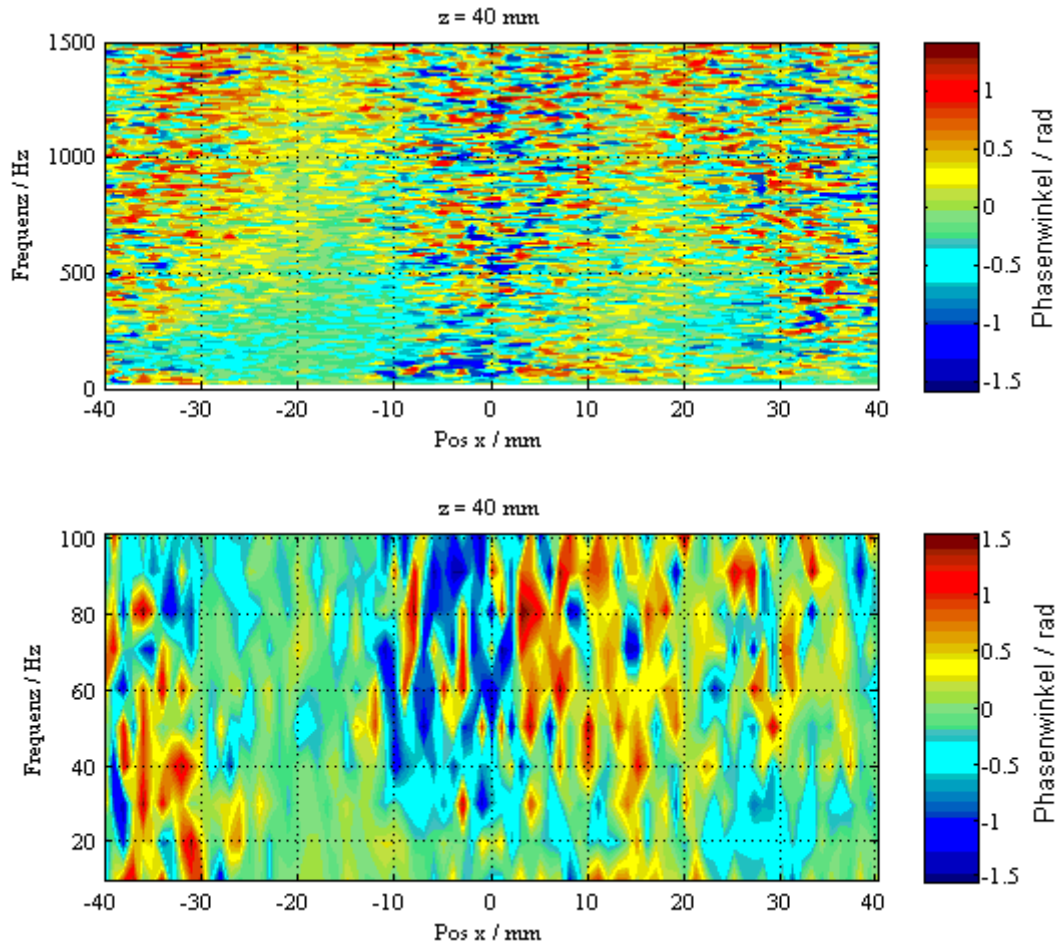 z = 40 mm
1500
1000
500
0
Frequenz / Hz
-40 -30 -20 -10 0 10 20 30 40
Pos x / mm
1
0.5
0
-0.5
-1
-1.5
Phasenwinkel / rad
z = 40 mm
100
80
60
40
20
Frequenz / Hz
-40 -30 -20 -10 0 10 20 30 40
Pos x / mm
1.5
1
0.5
0
-0.5
-1
-1.5
Phasenwinkel / rad